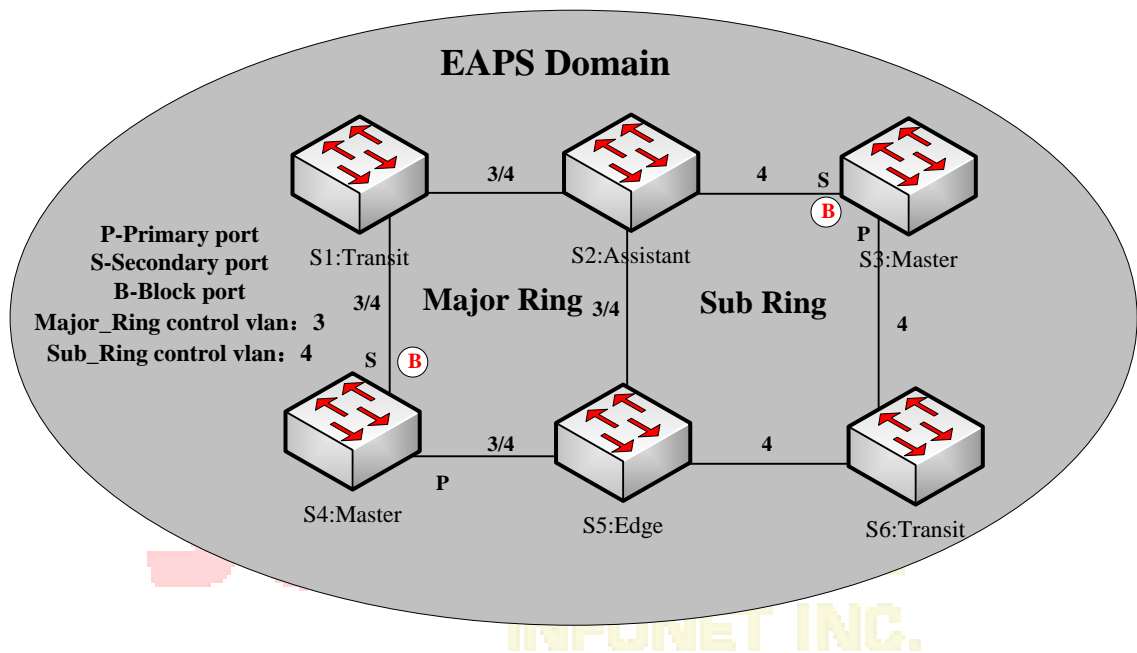 EAPS Domain
3/4
4
S
B
P
S1:Transit
S2:Assistant
S3:Master
P-Primary port
S-Secondary port
B-Block port
Major_Ring control vlan：3
Sub_Ring control vlan：4
3/4
Major Ring
3/4
Sub Ring
4
S
B
3/4
P
4
S4:Master
S5:Edge
S6:Transit
INFONET INC.